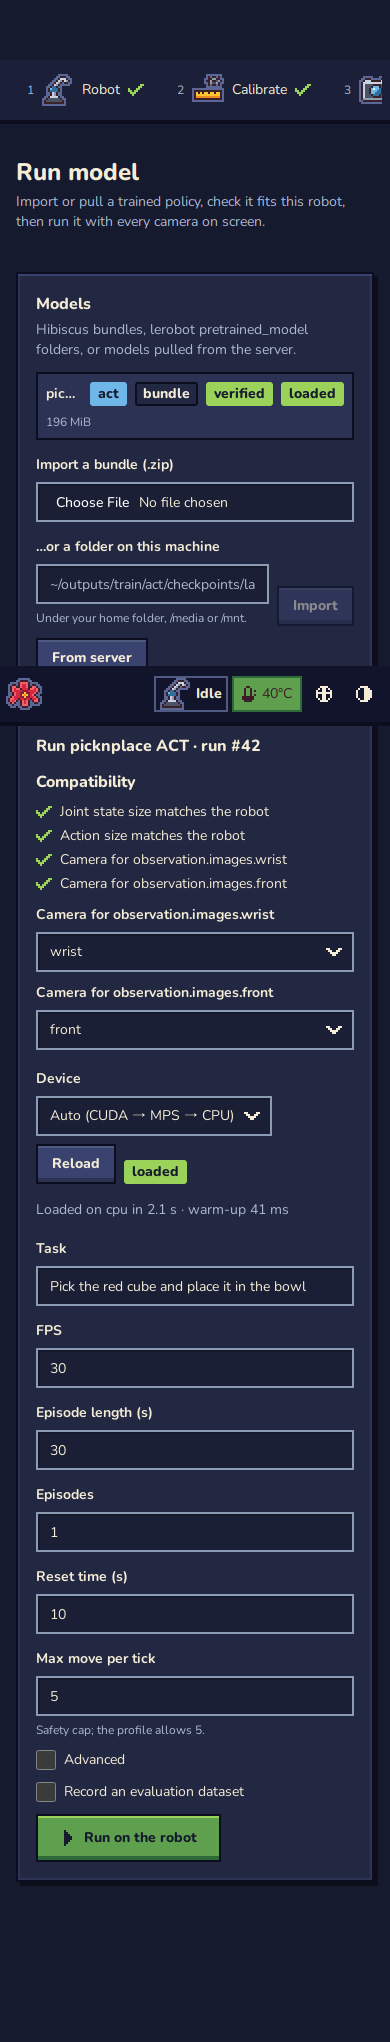 1 Robot 2 Calibrate 3
Run model
Import or pull a trained policy, check it fits this robot,
then run it with every camera on screen.
Models
Hibiscus bundles, lerobot pretrained_model
folders, or models pulled from the server.
pic... act bundle verified loaded
196 MiB
Import a bundle (.zip)
Choose File No file chosen
...or a folder on this machine
~/outputs/train/act/checkpoints/la
Import
Under your home folder, /media or /mnt.
From server
Idle 40°C
Run picknplace ACT · run #42
Compatibility
Joint state size matches the robot
Action size matches the robot
Camera for observation.images.wrist
Camera for observation.images.front
Camera for observation.images.wrist
wrist
Camera for observation.images.front
front
Device
Auto (CUDA → MPS → CPU)
Reload loaded
Loaded on cpu in 2.1 s · warm-up 41 ms
Task
Pick the red cube and place it in the bowl
FPS
30
Episode length (s)
30
Episodes
1
Reset time (s)
10
Max move per tick
5
Safety cap; the profile allows 5.
Advanced
Record an evaluation dataset
Run on the robot